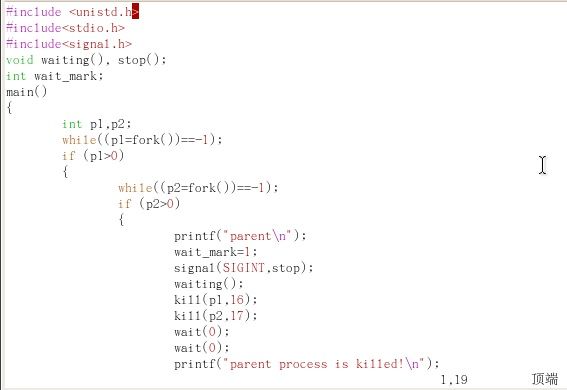 #include <unistd.h>
#include<stdio.h>
#include<signal.h>
void waiting(), stop();
int wait_mark;
main()
{
int p1,p2;
while((p1=fork())==-1);
if (p1>0)
{
while((p2=fork())==-1);
if (p2>0)
{
printf("parent\n");
wait_mark=1;
signal(SIGINT,stop);
waiting();
kill(p1,16);
kill(p2,17);
wait(0);
wait(0);
printf("parent process is killed!\n");
1,19 顶端